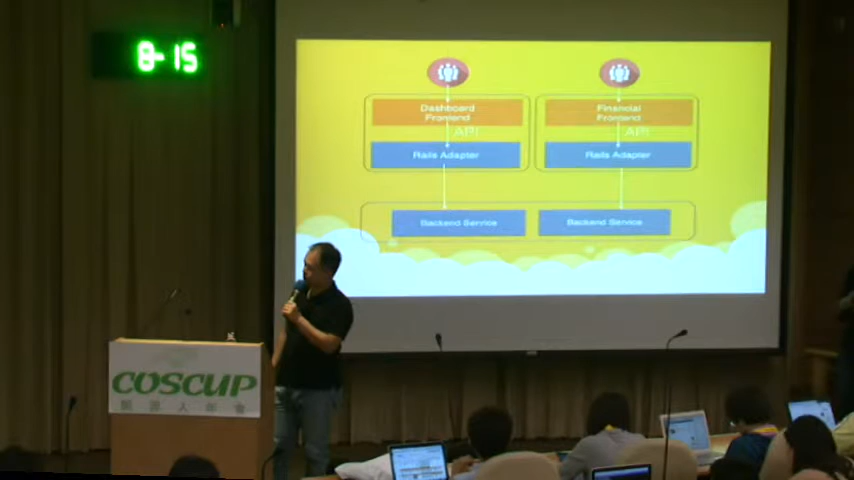 8-15
Dashboard
Frontend
API
Rails Adapter
Financial
Frontend
API
Rails Adapter
Backend Service
Backend Service
COSCUP